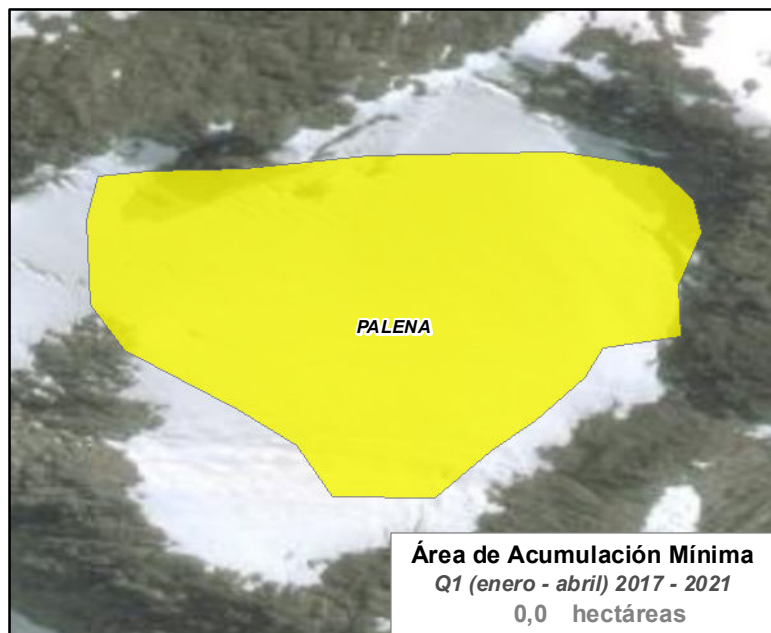 PALENA
Área de Acumulación Mínima
Q1 (enero - abril) 2017 - 2021
0,0 hectáreas